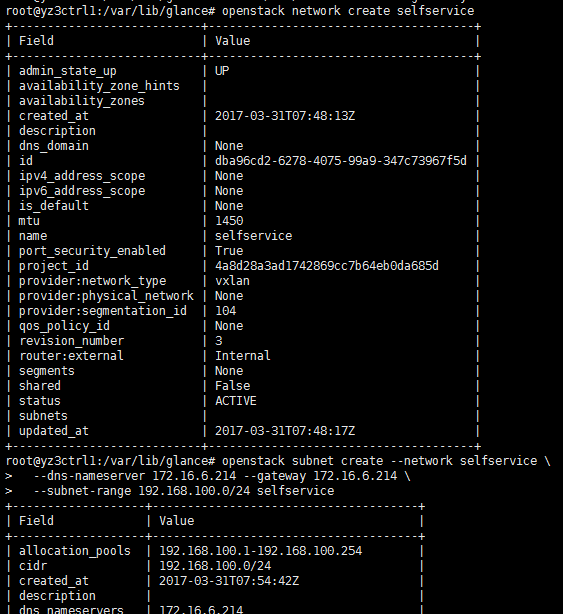 root@yz3ctrl1:/var/lib/glance# openstack network create selfservice
+---------------------------+--------------------------------------+
| Field | Value |
+---------------------------+--------------------------------------+
| admin_state_up | UP |
| availability_zone_hints | |
| availability_zones | |
| created_at | 2017-03-31T07:48:13Z |
| description | |
| dns_domain | None |
| id | dba96cd2-6278-4075-99a9-347c73967f5d |
| ipv4_address_scope | None |
| ipv6_address_scope | None |
| is_default | None |
| mtu | 1450 |
| name | selfservice |
| port_security_enabled | True |
| project_id | 4a8d28a3ad1742869cc7b64eb0da685d |
| provider:network_type | vxlan |
| provider:physical_network | None |
| provider:segmentation_id | 104 |
| qos_policy_id | None |
| revision_number | 3 |
| router:external | Internal |
| segments | None |
| shared | False |
| status | ACTIVE |
| subnets | |
| updated_at | 2017-03-31T07:48:17Z |
+---------------------------+--------------------------------------+
root@yz3ctrl1:/var/lib/glance# openstack subnet create --network selfservice \
> --dns-nameserver 172.16.6.214 --gateway 172.16.6.214 \
> --subnet-range 192.168.100.0/24 selfservice
+-------------------+--------------------------------------+
| Field | Value |
+-------------------+--------------------------------------+
| allocation_pools | 192.168.100.1-192.168.100.254 |
| cidr | 192.168.100.0/24 |
| created_at | 2017-03-31T07:54:42Z |
| description | |
| dns_nameservers | 172.16.6.214 |